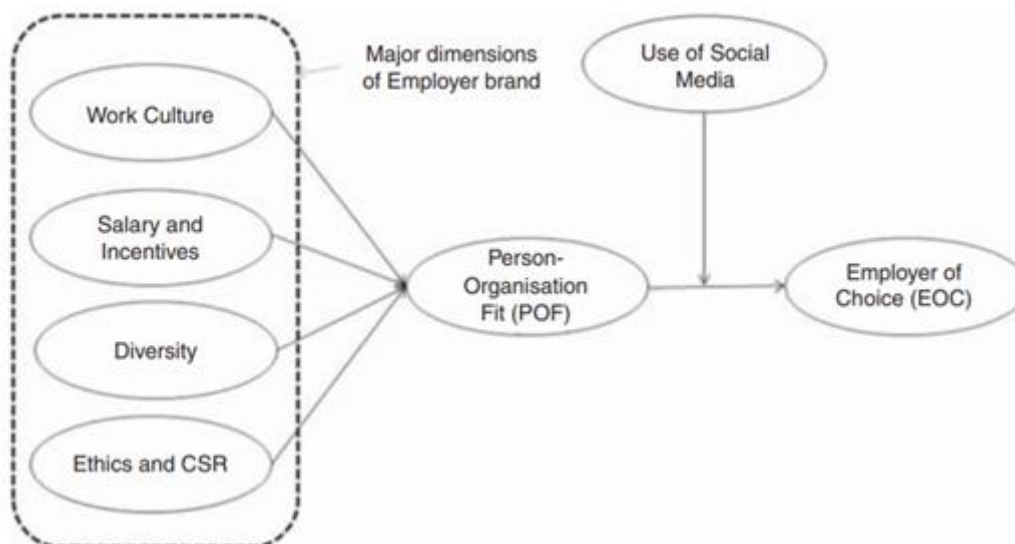 Major dimensions
of Employer brand
Use of Social
Media
Work Culture
Salary and
Incentives
Person-
Organisation
Fit (POF)
Employer of
Choice (EOC)
Diversity
Ethics and CSR